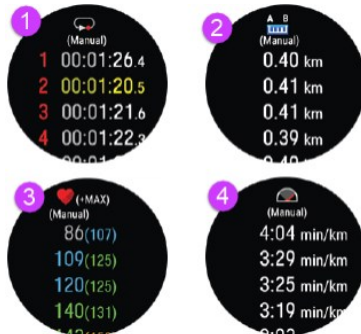 1
(Manual)
1 00:01:26.4
2 00:01:20.5
3 00:01:21.6
4 00:01:22.3
2
A B
(Manual)
0.40 km
0.41 km
0.41 km
0.39 km
3
(+MAX)
(Manual)
86(107)
109(125)
120(125)
140(131)
4
(Manual)
4:04 min/km
3:29 min/km
3:25 min/km
3:19 min/km